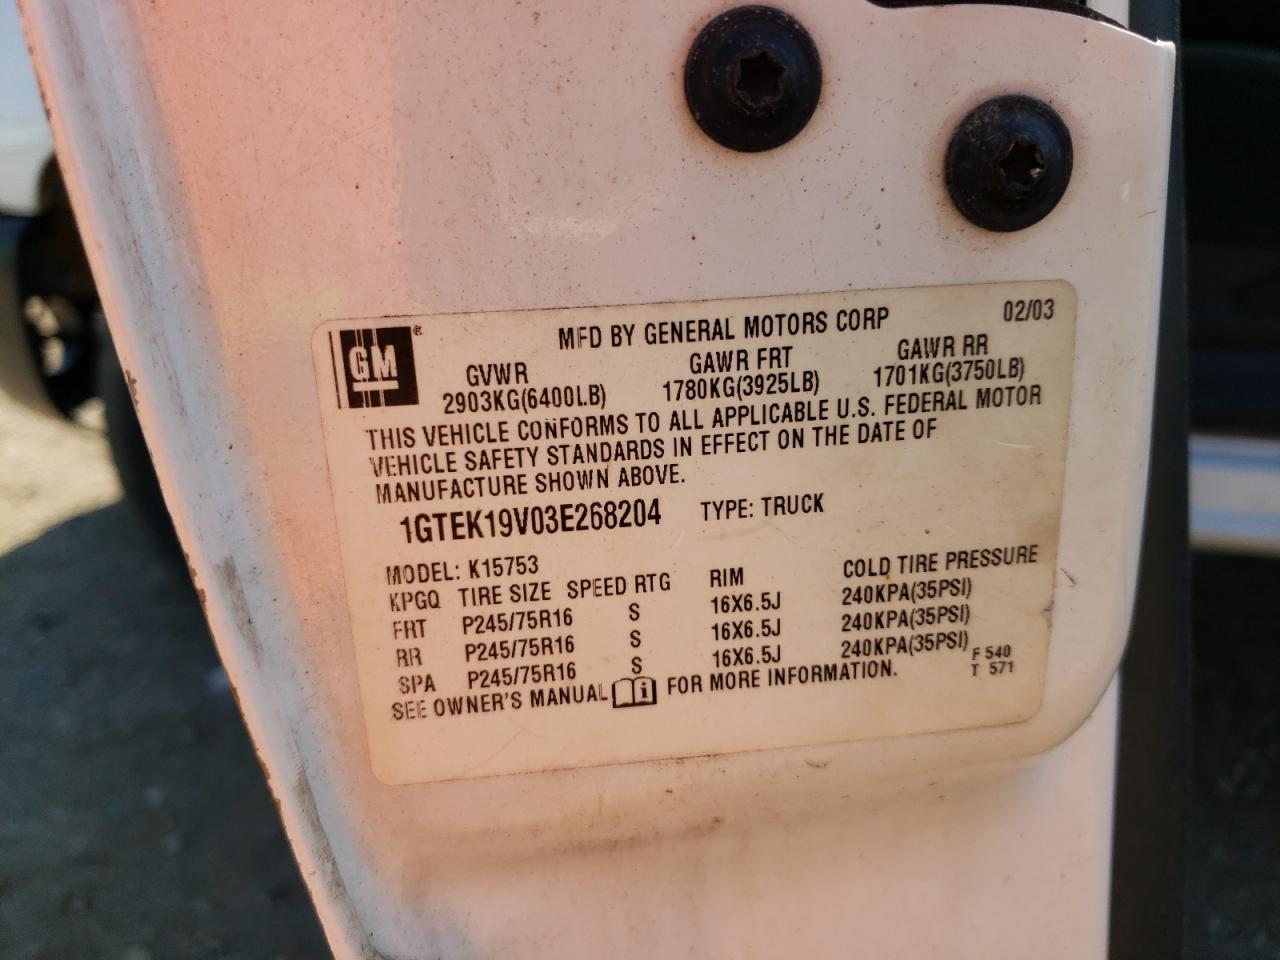 GM ®
MFD BY GENERAL MOTORS CORP 02/03
GVWR GAWR FRT GAWR RR
2903KG(6400LB) 1780KG(3925LB) 1701KG(3750LB)
THIS VEHICLE CONFORMS TO ALL APPLICABLE U.S. FEDERAL MOTOR
VEHICLE SAFETY STANDARDS IN EFFECT ON THE DATE OF
MANUFACTURE SHOWN ABOVE.
1GTEK19V03E268204 TYPE: TRUCK
MODEL: K15753
KPGQ TIRE SIZE SPEED RTG RIM COLD TIRE PRESSURE
FRT P245/75R16 S 16X6.5J 240KPA(35PSI)
RR P245/75R16 S 16X6.5J 240KPA(35PSI)
SPA P245/75R16 S 16X6.5J 240KPA(35PSI)
SEE OWNER'S MANUAL i FOR MORE INFORMATION.
F 540
T 571